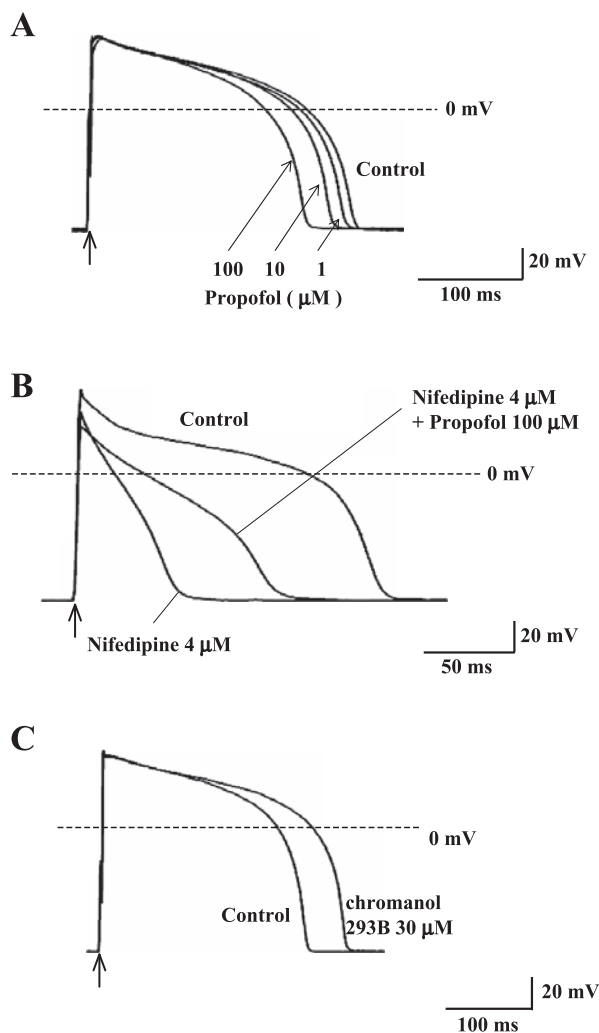 A
0 mV
Control
100 10 1
Propofol ( μM )
20 mV
100 ms
B
Nifedipine 4 μM
+ Propofol 100 μM
Control
0 mV
Nifedipine 4 μM
20 mV
50 ms
C
0 mV
Control
chromanol
293B 30 μM
20 mV
100 ms